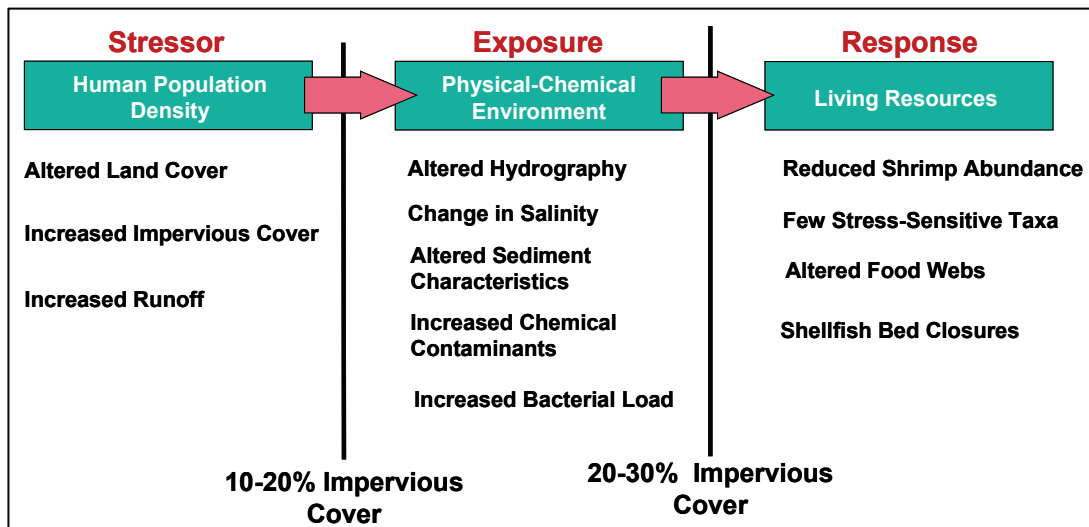 Stressor
Human Population
Density
Altered Land Cover
Increased Impervious Cover
Increased Runoff
10-20% Impervious
Cover
Exposure
Physical-Chemical
Environment
Altered Hydrography
Change in Salinity
Altered Sediment
Characteristics
Increased Chemical
Contaminants
Increased Bacterial Load
20-30% Impervious
Cover
Response
Living Resources
Reduced Shrimp Abundance
Few Stress-Sensitive Taxa
Altered Food Webs
Shellfish Bed Closures